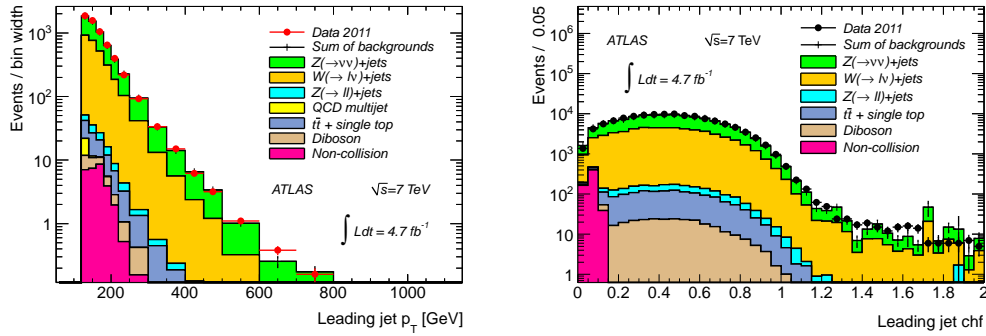 Events / bin width
10³
10²
10
1
Data 2011
Sum of backgrounds
Z(→νν)+jets
W(→ lν)+jets
Z(→ ll)+jets
QCD multijet
tt̄ + single top
Diboson
Non-collision
ATLAS √s=7 TeV
∫ Ldt = 4.7 fb⁻¹
200 400 600 800 1000
Leading jet p_T [GeV]
Events / 0.05
10⁶
10⁵
10⁴
10³
10²
10
1
ATLAS √s=7 TeV
∫ Ldt = 4.7 fb⁻¹
Data 2011
Sum of backgrounds
Z(→νν)+jets
W(→ lν)+jets
Z(→ ll)+jets
tt̄ + single top
Diboson
Non-collision
0 0.2 0.4 0.6 0.8 1 1.2 1.4 1.6 1.8 2
Leading jet chf